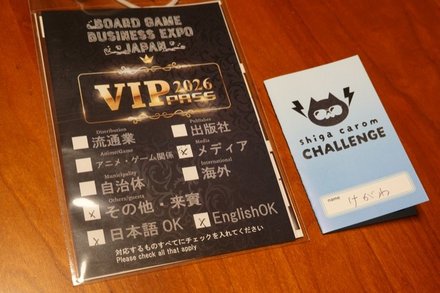 BOARD GAME
BUSINESS EXPO
JAPAN
VIP 2026
PASS
Distribution
流通業
Publisher
出版社
Anime/Game
アニメ・ゲーム関係
Media
メディア
Municipality
自治体
International
海外
Others/guests
その他・来賓
日本語 OK
EnglishOK
対応するものすべてにチェックを入れてください
Please check all that apply
shiga carom
CHALLENGE
name
けがわ